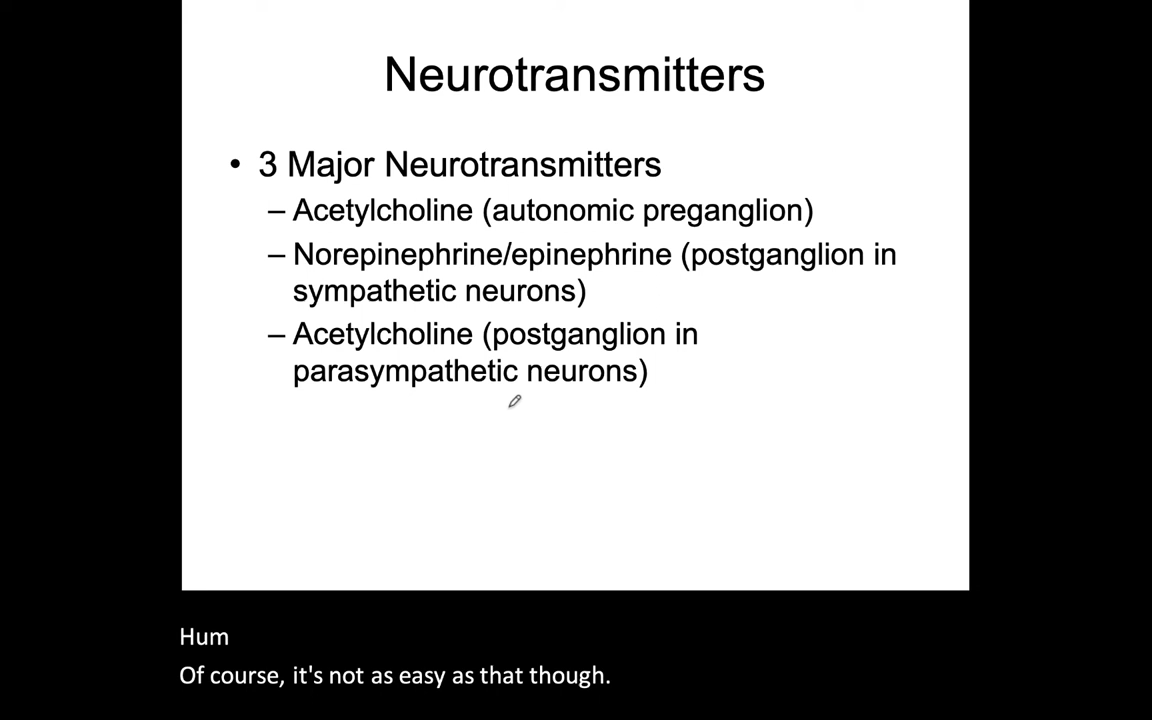 Neurotransmitters
• 3 Major Neurotransmitters
– Acetylcholine (autonomic preganglion)
– Norepinephrine/epinephrine (postganglion in
sympathetic neurons)
– Acetylcholine (postganglion in
parasympathetic neurons)
Hum
Of course, it's not as easy as that though.